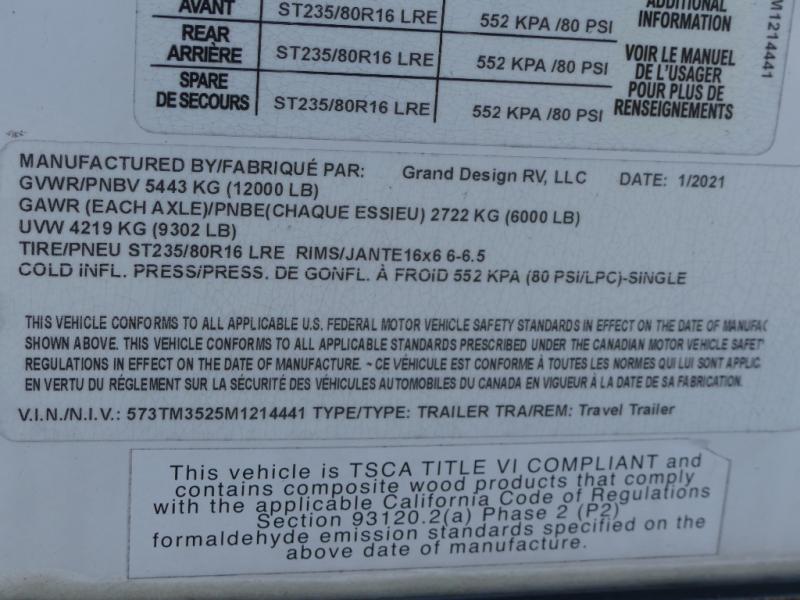 AVANT ST235/80R16 LRE 552 KPA /80 PSI
ADDITIONAL
INFORMATION
REAR
ARRIÈRE ST235/80R16 LRE 552 KPA /80 PSI
VOIR LE MANUEL
DE L'USAGER
POUR PLUS DE
RENSEIGNEMENTS
SPARE
DE SECOURS ST235/80R16 LRE 552 KPA /80 PSI
M1214441
MANUFACTURED BY/FABRIQUÉ PAR: Grand Design RV, LLC DATE: 1/2021
GVWR/PNBV 5443 KG (12000 LB)
GAWR (EACH AXLE)/PNBE(CHAQUE ESSIEU) 2722 KG (6000 LB)
UVW 4219 KG (9302 LB)
TIRE/PNEU ST235/80R16 LRE RIMS/JANTE16x6 6-6.5
COLD INFL. PRESS/PRESS. DE GONFL. À FROID 552 KPA (80 PSI/LPC)-SINGLE
THIS VEHICLE CONFORMS TO ALL APPLICABLE U.S. FEDERAL MOTOR VEHICLE SAFETY STANDARDS IN EFFECT ON THE DATE OF MANUFAC
SHOWN ABOVE. THIS VEHICLE CONFORMS TO ALL APPLICABLE STANDARDS PRESCRIBED UNDER THE CANADIAN MOTOR VEHICLE SAFET
REGULATIONS IN EFFECT ON THE DATE OF MANUFACTURE. ~ CE VÉHICULE EST CONFORME À TOUTES LES NORMES QUI LUI SONT APPLIC
EN VERTU DU RÉGLEMENT SUR LA SÉCURITÉ DES VÉHICULES AUTOMOBILES DU CANADA EN VIGUEUR À LA DATE DE SA FABRICATION.
V.I.N./N.I.V.: 573TM3525M1214441 TYPE/TYPE: TRAILER TRA/REM: Travel Trailer
This vehicle is TSCA TITLE VI COMPLIANT and
contains composite wood products that comply
with the applicable California Code of Regulations
Section 93120.2(a) Phase 2 (P2)
formaldehyde emission standards specified on the
above date of manufacture.